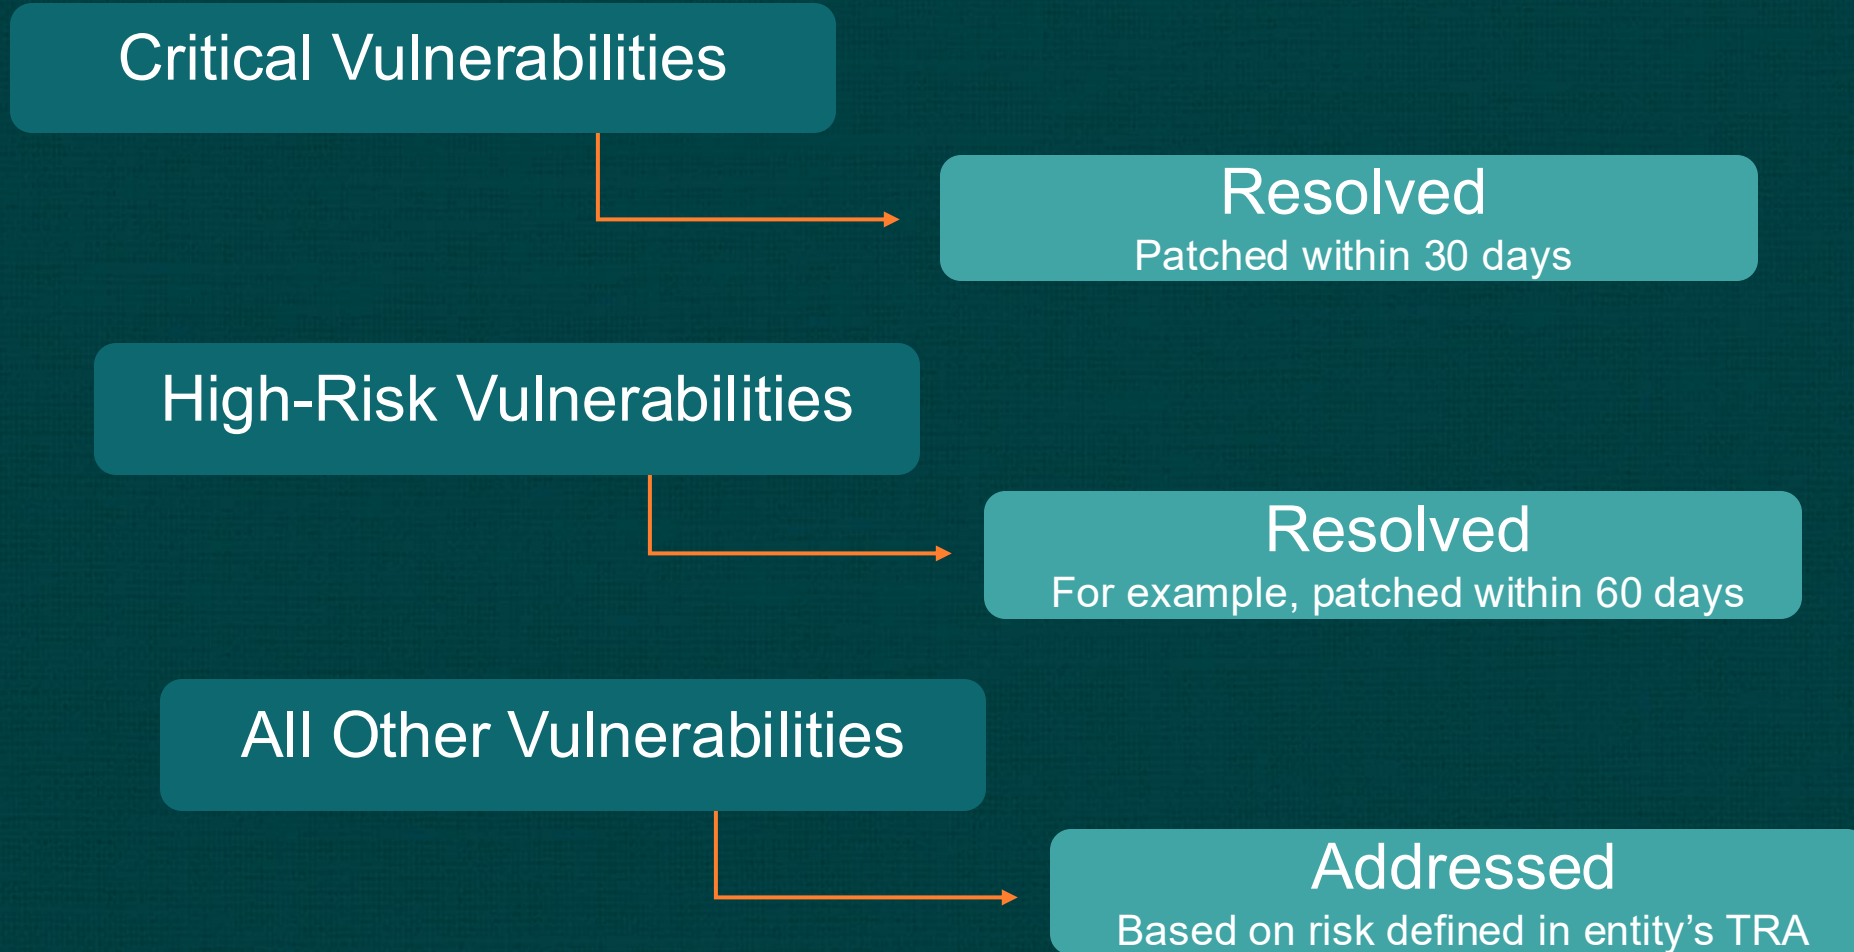 Critical Vulnerabilities
Resolved
Patched within 30 days
High-Risk Vulnerabilities
Resolved
For example, patched within 60 days
All Other Vulnerabilities
Addressed
Based on risk defined in entity’s TRA